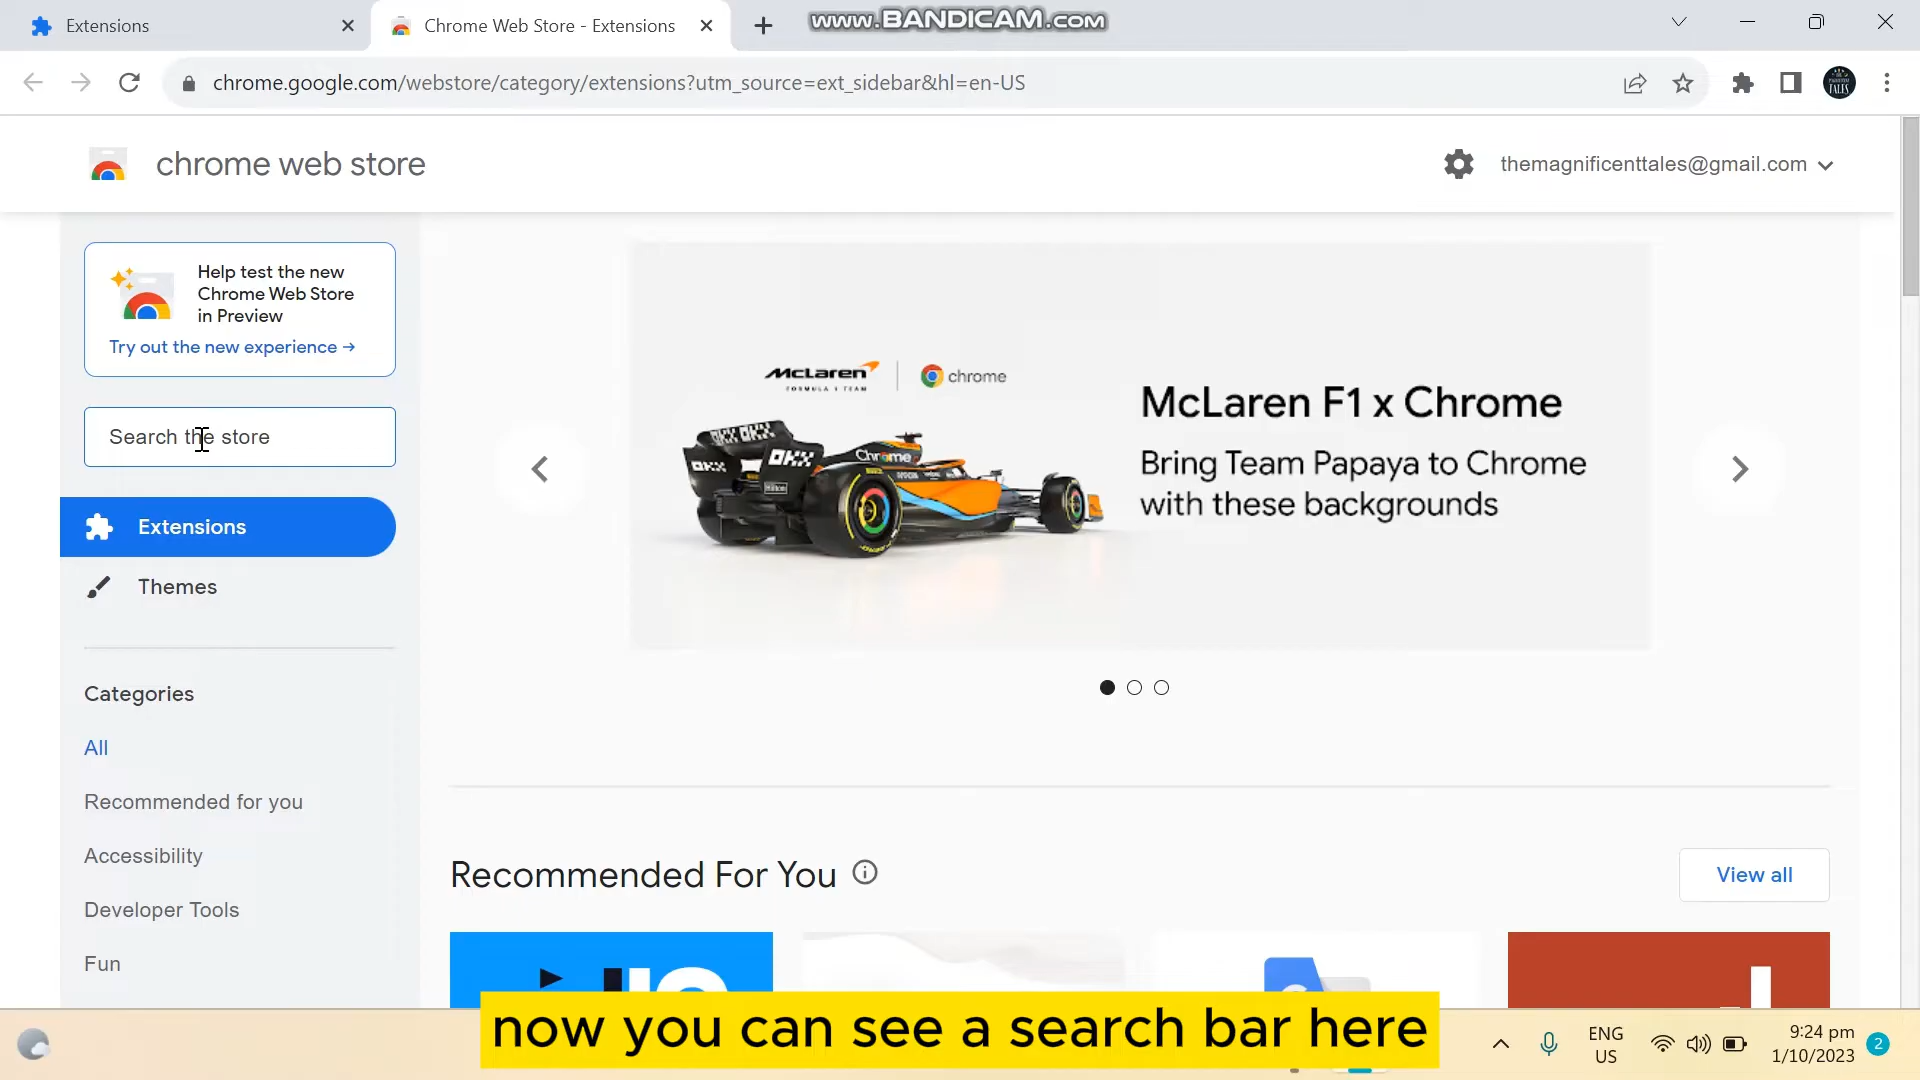 Extensions
Chrome Web Store - Extensions
www.BANDICAM.com
chrome.google.com/webstore/category/extensions?utm_source=ext_sidebar&hl=en-US
chrome web store
themagnificenttales@gmail.com
Help test the new
Chrome Web Store
in Preview
Try out the new experience →
Search the store
Extensions
Themes
Categories
All
Recommended for you
Accessibility
Developer Tools
Fun
McLaren
FORMULA 1 TEAM
chrome
OKX OKX
OKX
OKX
Chrome
McLaren F1 x Chrome
Bring Team Papaya to Chrome
with these backgrounds
Recommended For You
View all
now you can see a search bar here
ENG
US
9:24 pm
1/10/2023
2